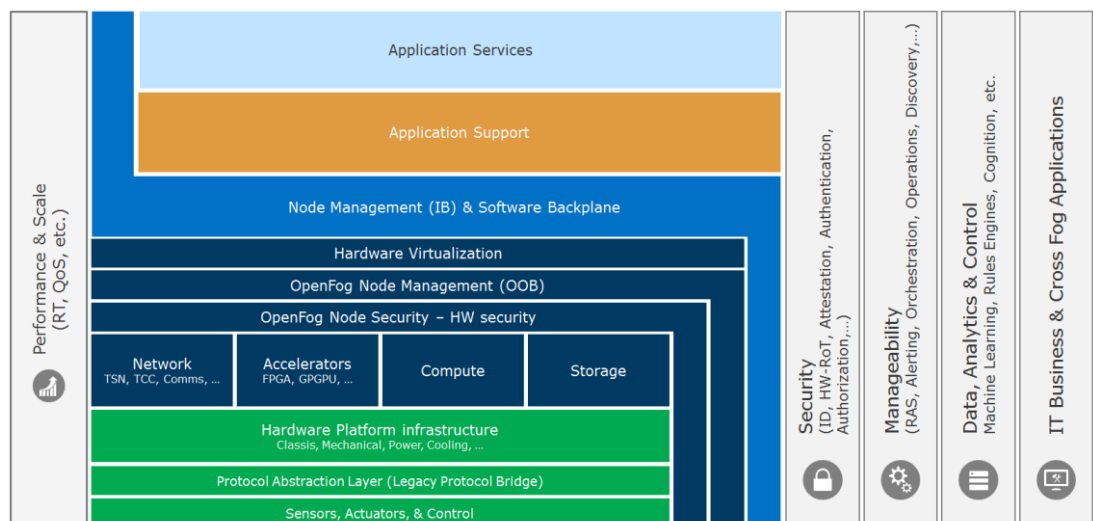 Performance & Scale
(RT, QoS, etc.)
Application Services
Application Support
Node Management (IB) & Software Backplane
Hardware Virtualization
OpenFog Node Management (OOB)
OpenFog Node Security – HW security
Network
TSN, TCC, Comms, ...
Accelerators
FPGA, GPGPU, ...
Compute
Storage
Hardware Platform infrastructure
Classis, Mechanical, Power, Cooling, ...
Protocol Abstraction Layer (Legacy Protocol Bridge)
Sensors, Actuators, & Control
Security
(ID, HW-RoT, Attestation, Authentication,
Authorization,...)
Manageability
(RAS, Alerting, Orchestration, Operations, Discovery,...)
Data, Analytics & Control
Machine Learning, Rules Engines, Cognition, etc.
IT Business & Cross Fog Applications